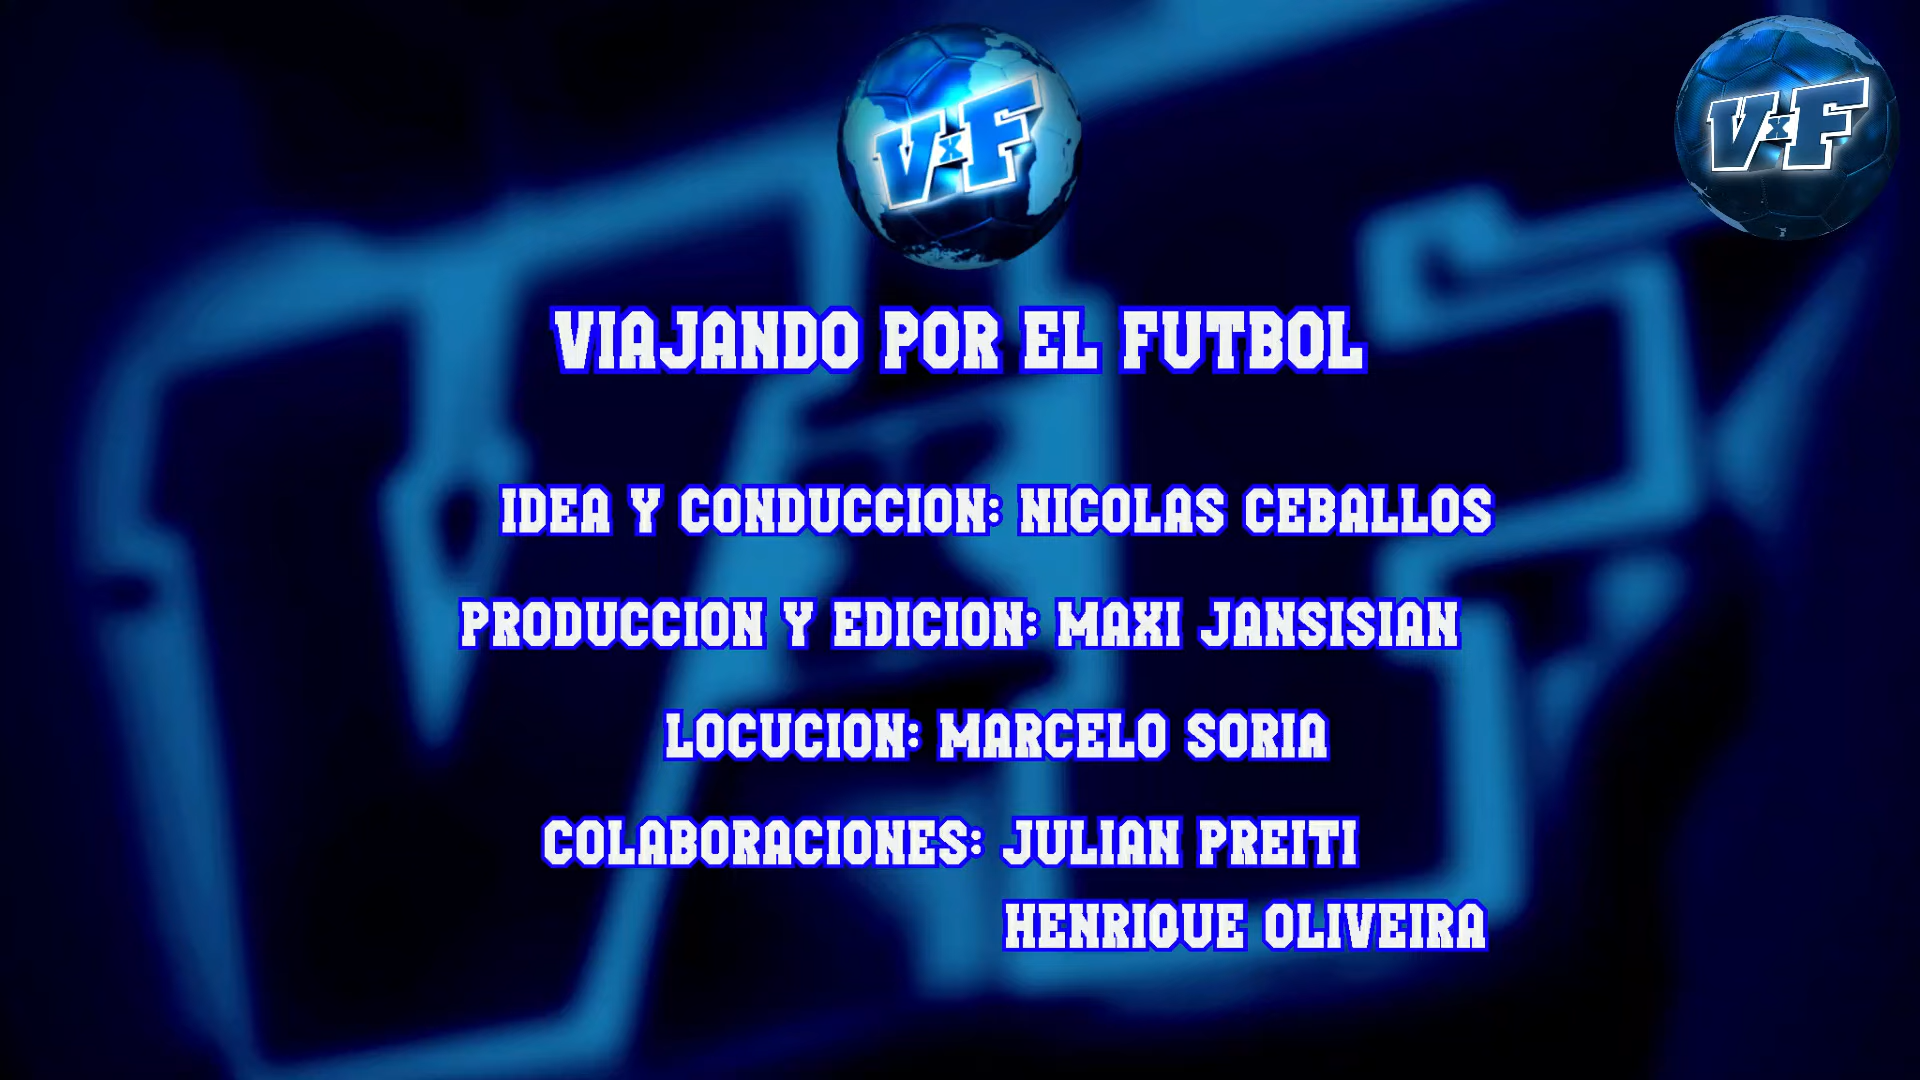 VxF
VxF
VIAJANDO POR EL FUTBOL
IDEA Y CONDUCCION: NICOLAS CEBALLOS
PRODUCCION Y EDICION: MAXI JANSISIAN
LOCUCION: MARCELO SORIA
COLABORACIONES: JULIAN PREITI
HENRIQUE OLIVEIRA